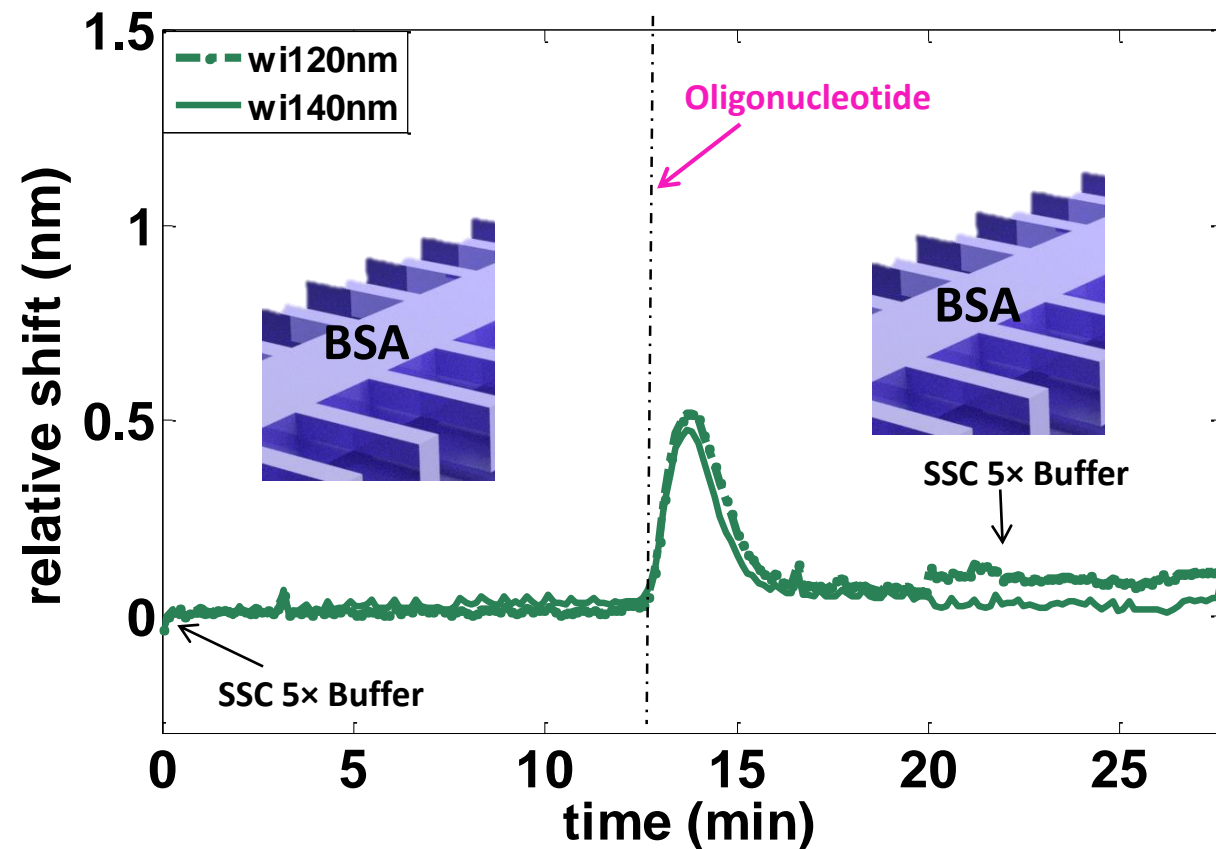 1.5
wi120nm
wi140nm
Oligonucleotide
1
BSA
BSA
0.5
SSC 5× Buffer
0
SSC 5× Buffer
relative shift (nm)
0 5 10 15 20 25
time (min)